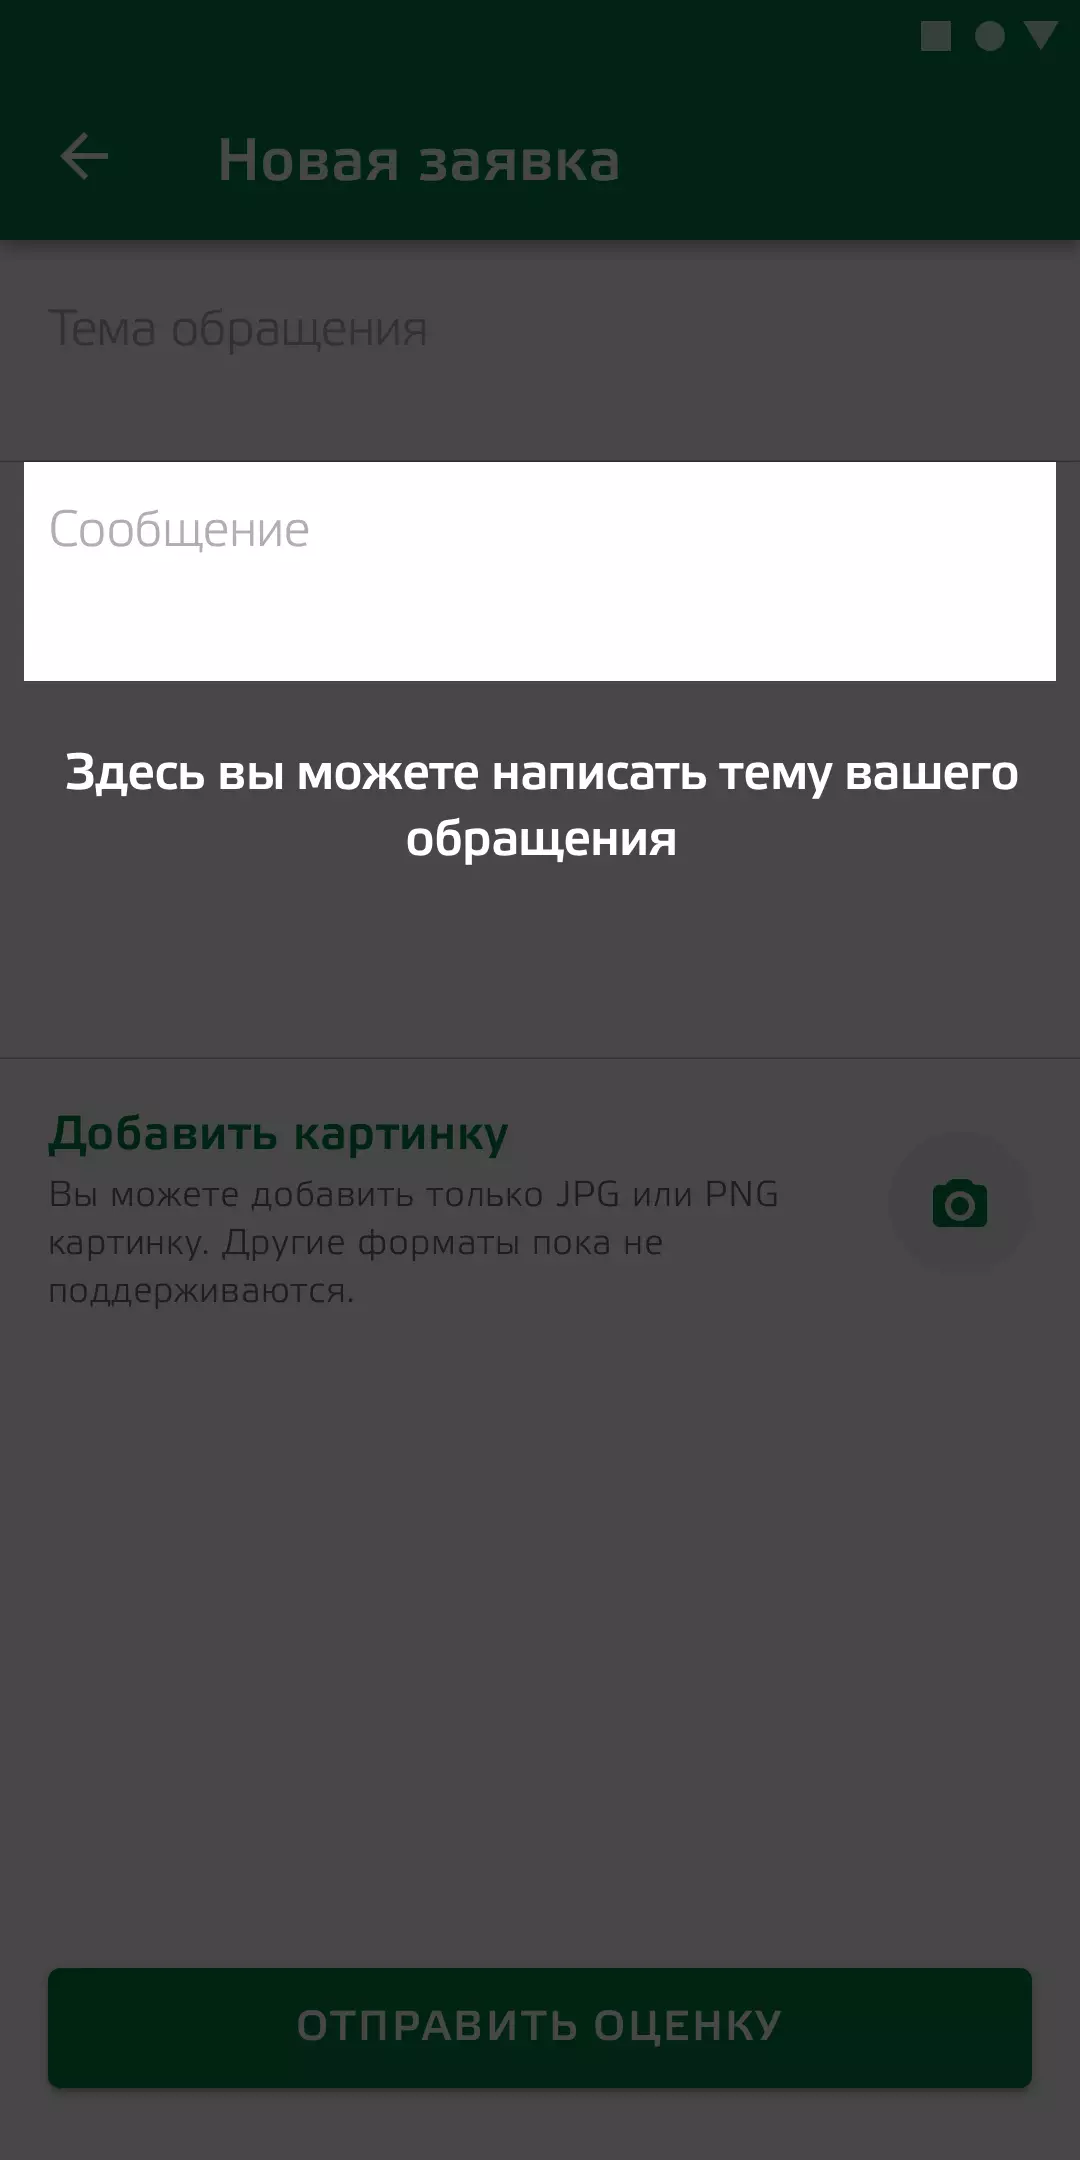 Новая заявка
Тема обращения
Сообщение
Здесь вы можете написать тему вашего
обращения
Добавить картинку
Вы можете добавить только JPG или PNG
картинку. Другие форматы пока не
поддерживаются.
ОТПРАВИТЬ ОЦЕНКУ